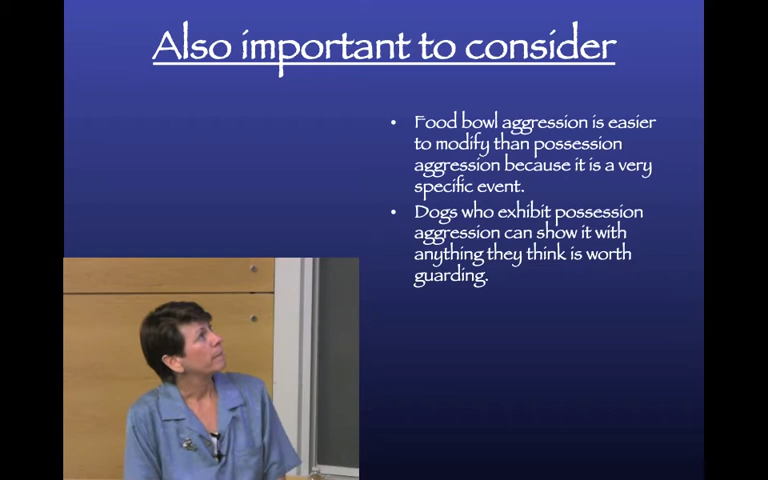 Also important to consider
• Food bowl aggression is easier
to modify than possession
aggression because it is a very
specific event.
• Dogs who exhibit possession
aggression can show it with
anything they think is worth
guarding.